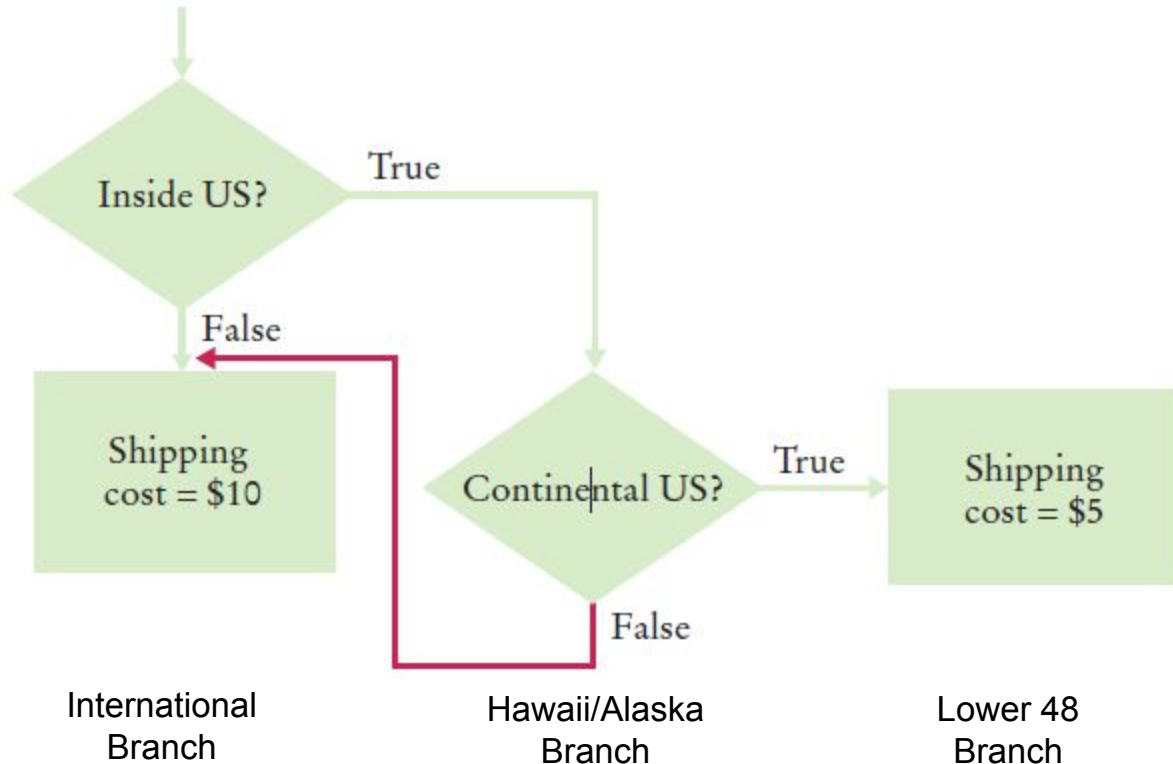 Inside US?
True
False
Shipping
cost = $10
Continental US?
True
Shipping
cost = $5
False
International
Branch
Hawaii/Alaska
Branch
Lower 48
Branch